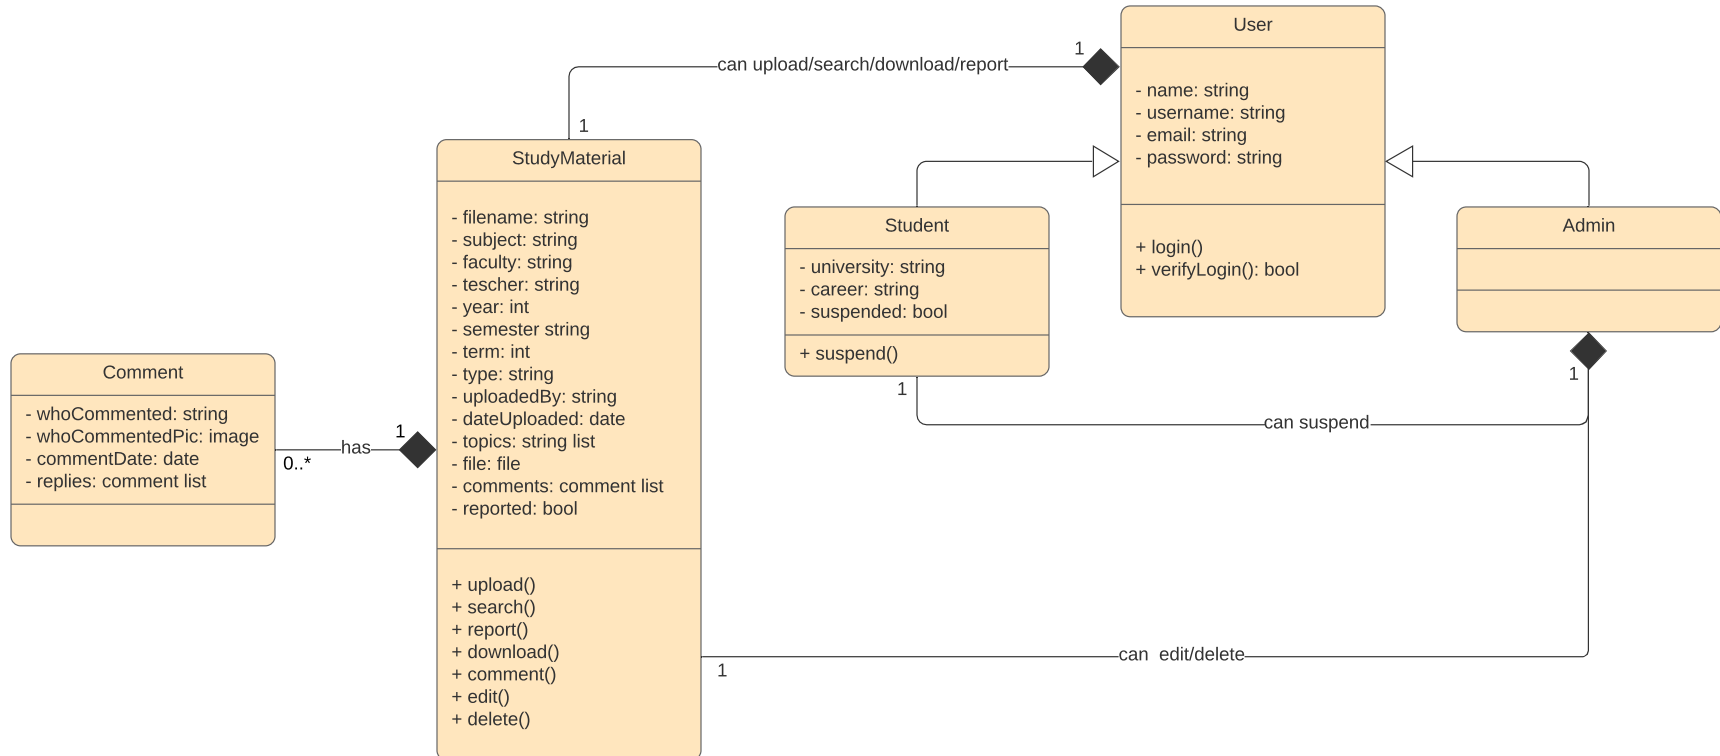 User
- name: string
- username: string
- email: string
- password: string
+ login()
+ verifyLogin(): bool
1
can upload/search/download/report
1
StudyMaterial
- filename: string
- subject: string
- faculty: string
- tescher: string
- year: int
- semester string
- term: int
- type: string
- uploadedBy: string
- dateUploaded: date
- topics: string list
- file: file
- comments: comment list
- reported: bool
+ upload()
+ search()
+ report()
+ download()
+ comment()
+ edit()
+ delete()
Student
- university: string
- career: string
- suspended: bool
+ suspend()
Admin
1
1
can suspend
Comment
- whoCommented: string
- whoCommentedPic: image
- commentDate: date
- replies: comment list
1
has
0..*
can  edit/delete
1